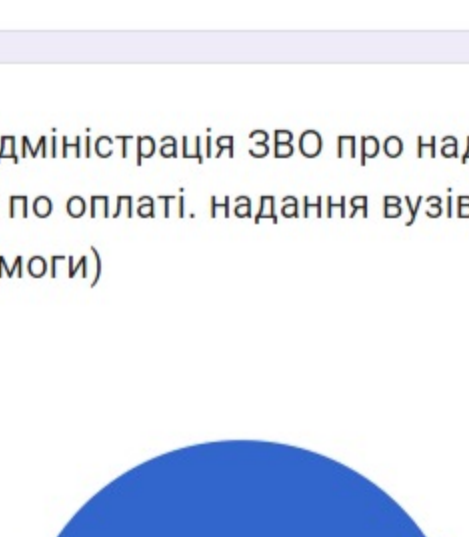 дміністрація ЗВО про над
по оплаті. надання вузів
моги)